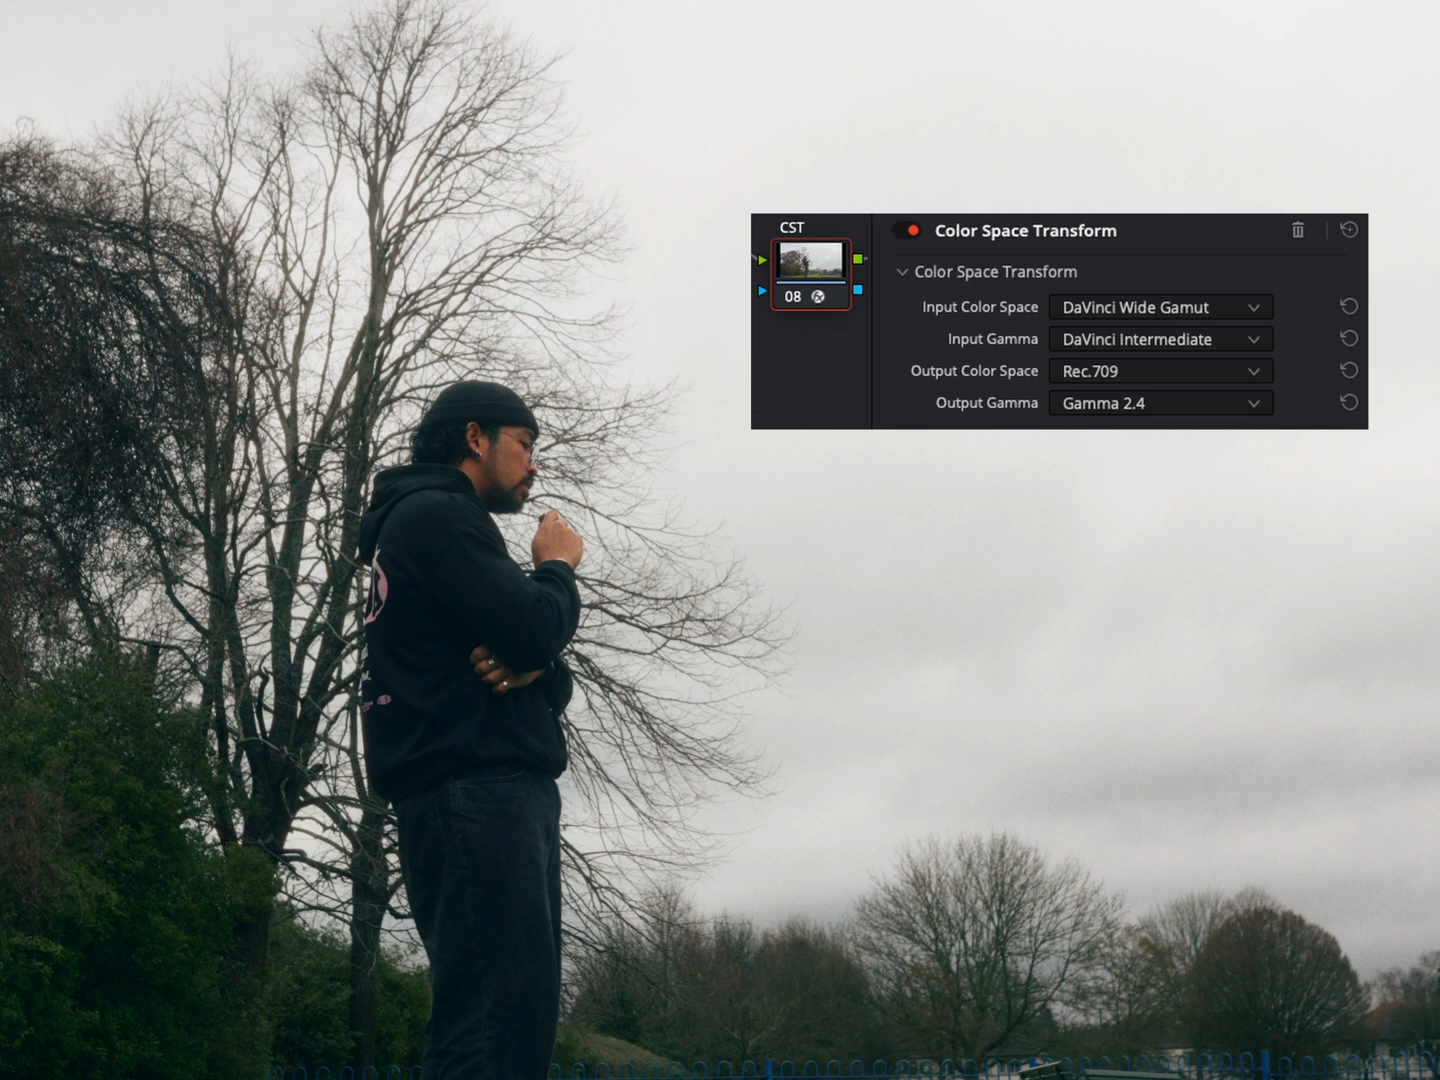 CST
08
Color Space Transform
Color Space Transform
Input Color Space DaVinci Wide Gamut
Input Gamma DaVinci Intermediate
Output Color Space Rec.709
Output Gamma Gamma 2.4